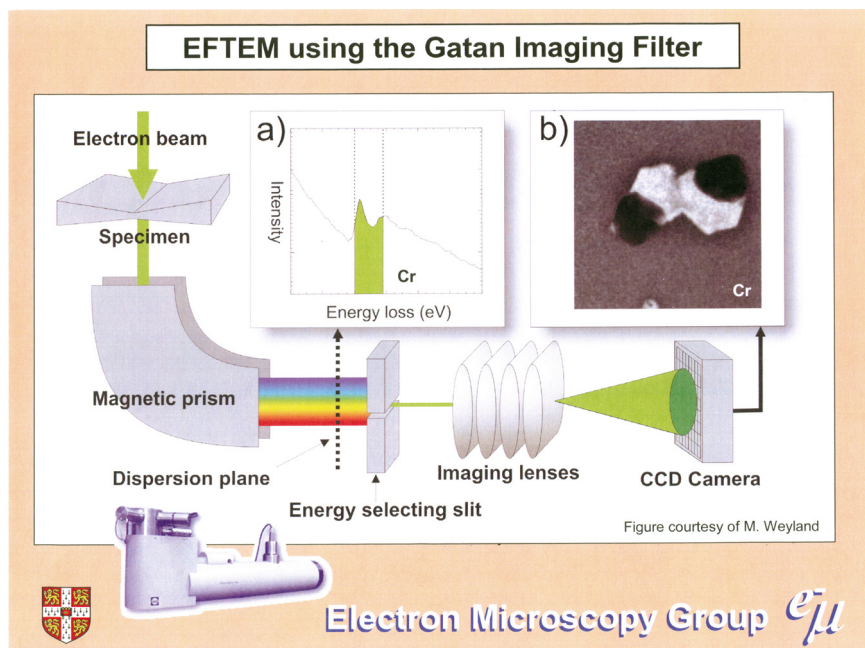 EFTEM using the Gatan Imaging Filter
Electron beam
Specimen
a)
Intensity
Cr
Energy loss (eV)
b)
Cr
Magnetic prism
Dispersion plane
Energy selecting slit
Imaging lenses
CCD Camera
Figure courtesy of M. Weyland
Electron Microscopy Group
e-μ